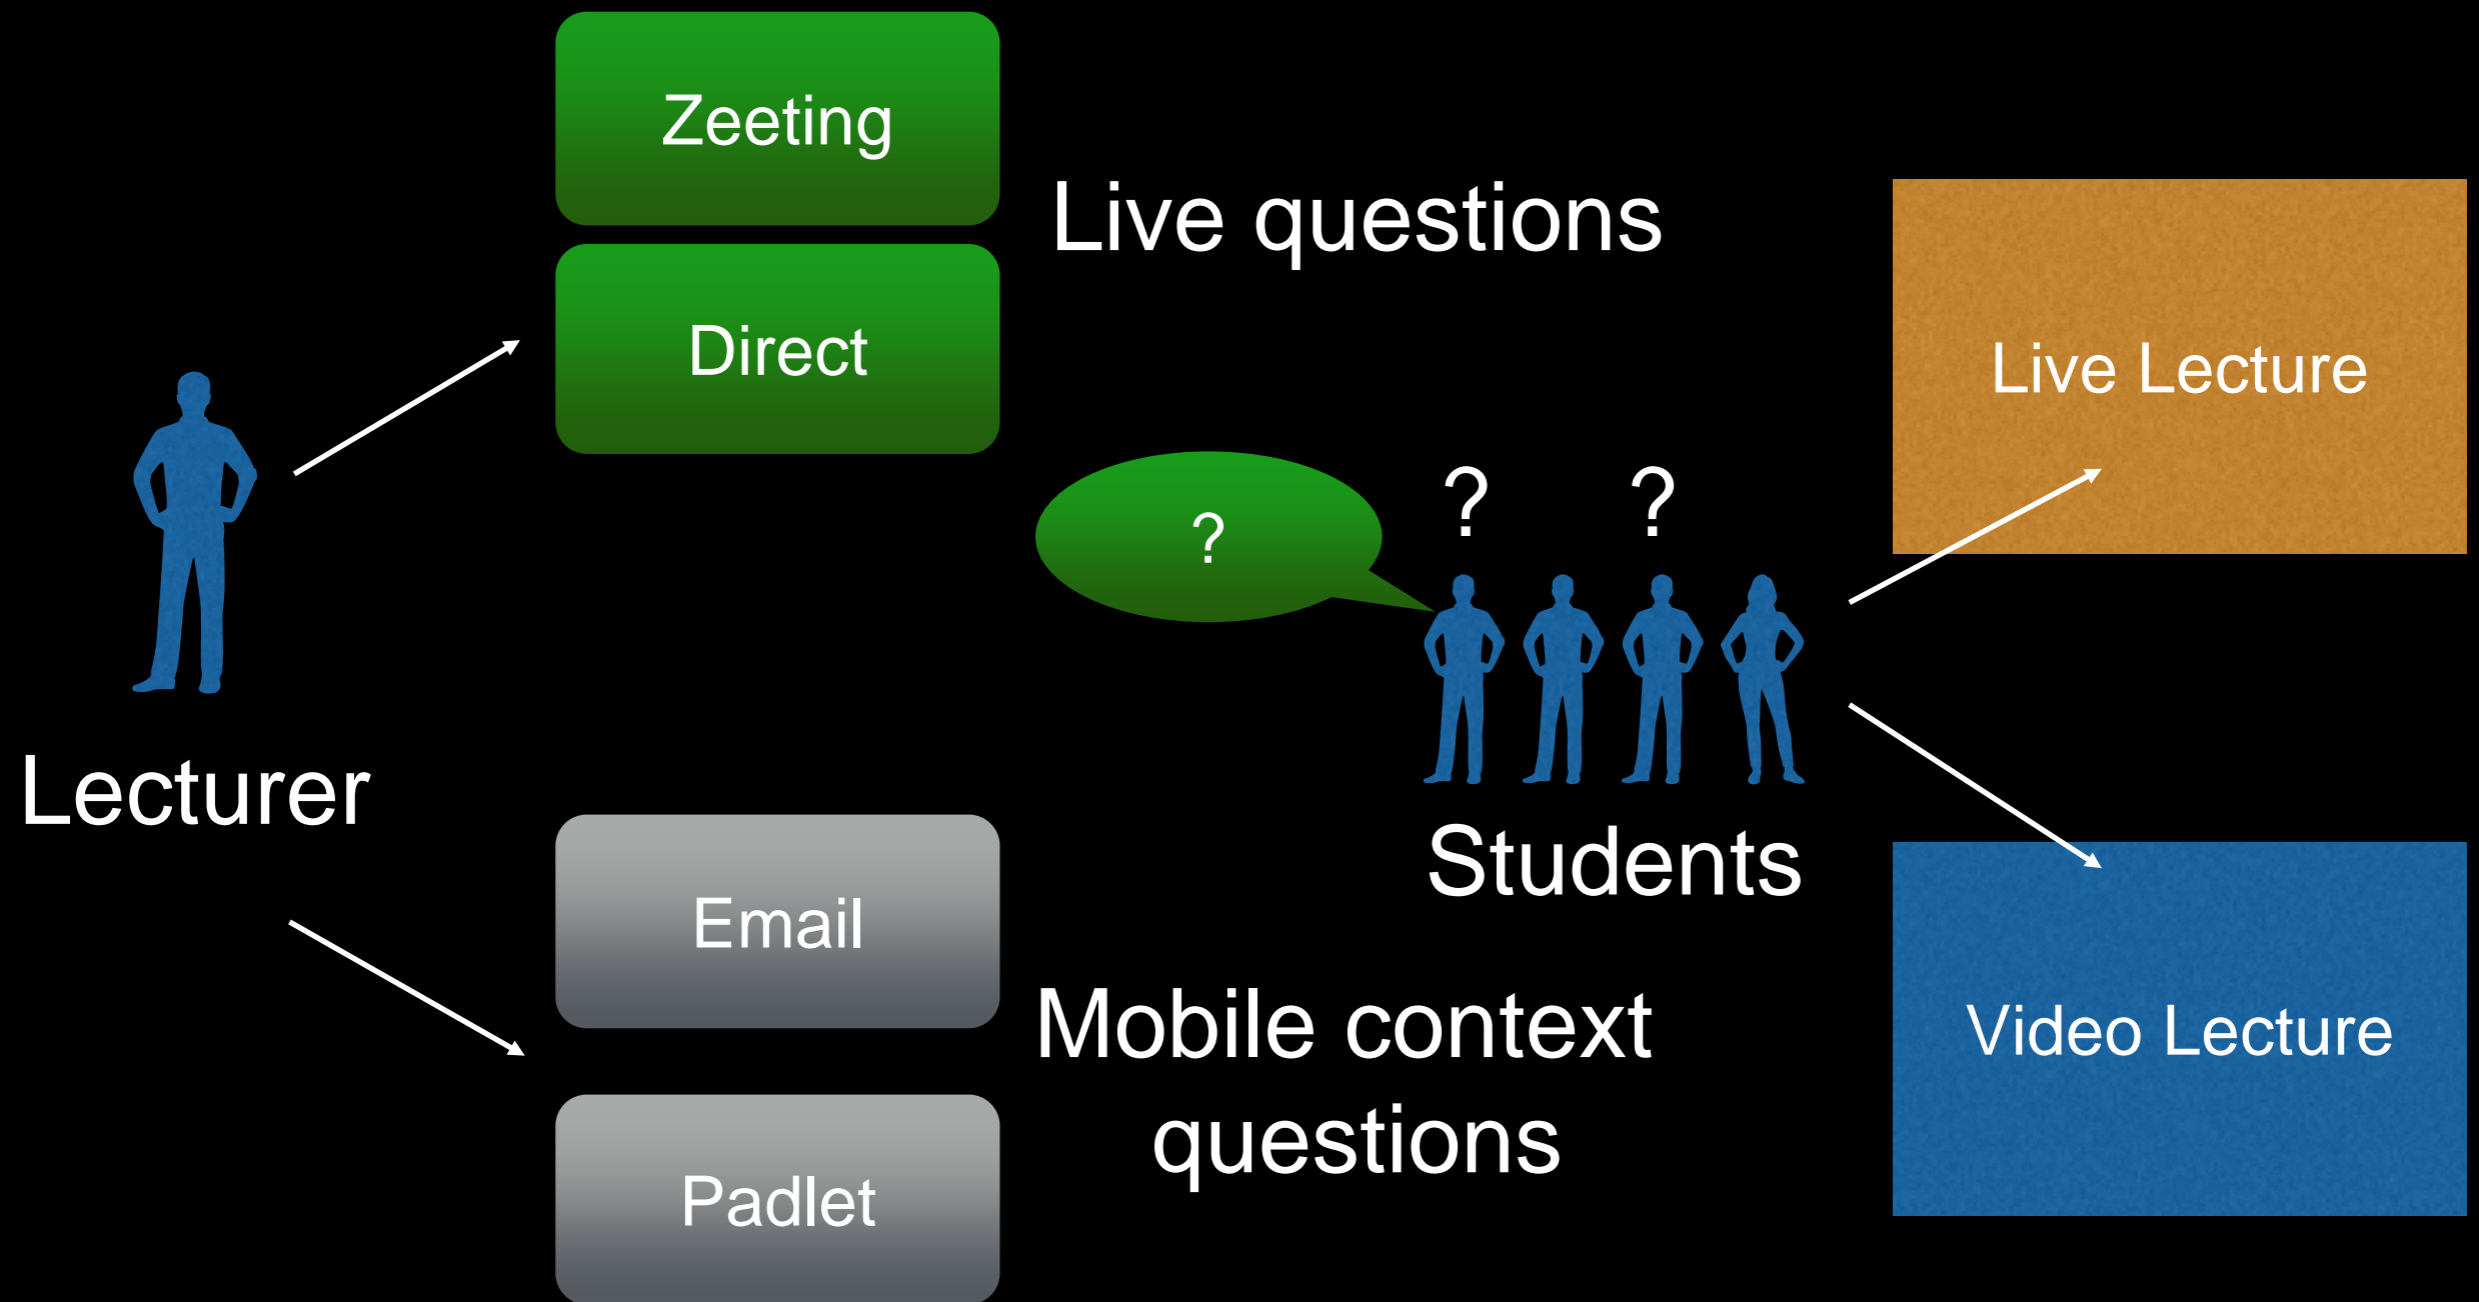 Zeeting
Live questions
Direct
Live Lecture
?
?
?
Lecturer
Students
Email
Mobile context
questions
Video Lecture
Padlet